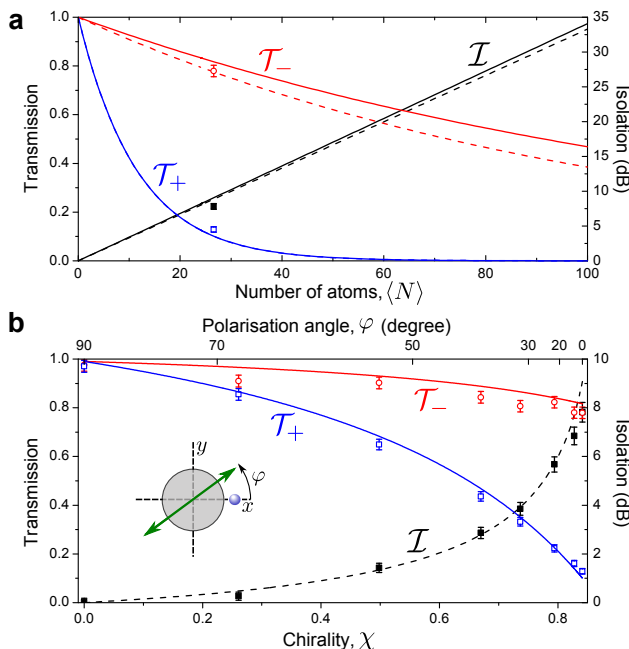 a
1.0
0.8
0.6
0.4
0.2
0.0
Transmission
35
30
25
20
15
10
5
0
Isolation (dB)
𝒯₋
ℐ
𝒯₊
0 20 40 60 80 100
Number of atoms, ⟨N⟩
b
Polarisation angle, φ (degree)
90 70 50 30 20 0
1.0
0.8
0.6
0.4
0.2
0.0
Transmission
10
8
6
4
2
0
Isolation (dB)
𝒯₋
𝒯₊
y
φ
x
ℐ
0.0 0.2 0.4 0.6 0.8
Chirality, χ